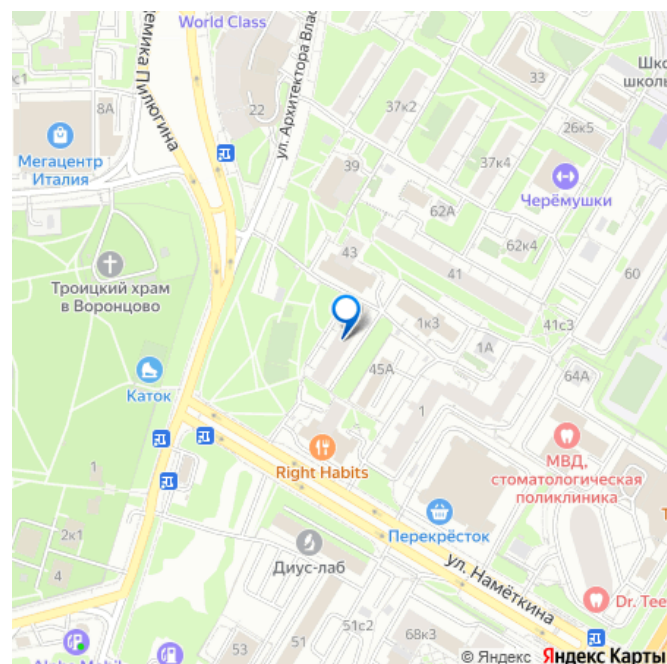 World Class
ул. Архитектора Влас
емика Пилюгина
с1
8А
22
37к2
33
Шко
школь
26к5
Мегацентр
Италия
39
37к4
Черёмушки
62А
62к4
Троицкий храм
в Воронцово
43
41
60
1к3
41с3
1А
45А
64А
Каток
1
МВД,
стоматологическая
поликлиника
Right Habits
1
Перекрёсток
2к1
Диус-лаб
4
ул. Намёткина
Dr. Tee
53
51
51с2
68к3
© Яндекс Яндекс Карты